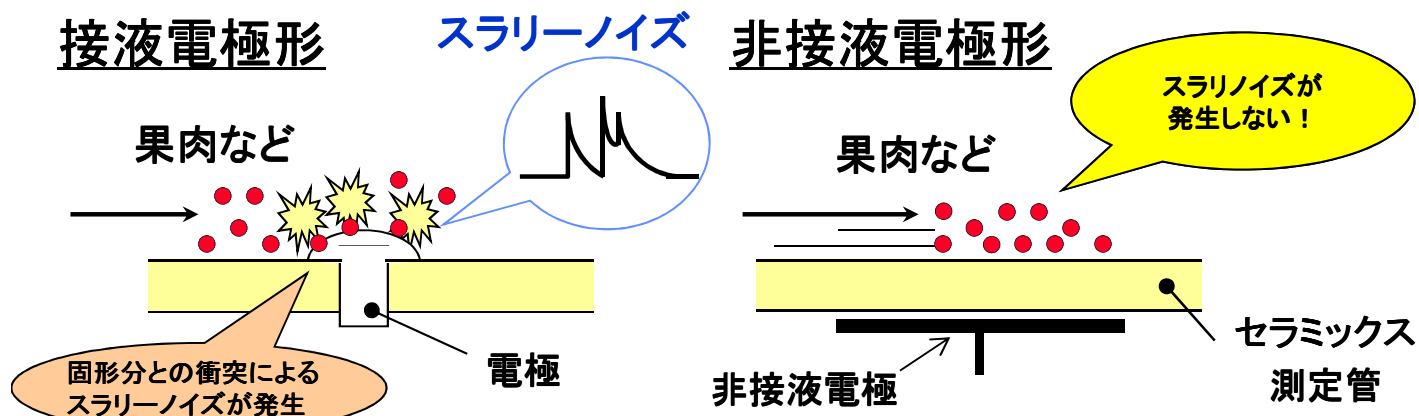 接液電極形
スラリーノイズ
果肉など
電極
固形分との衝突による
スラリーノイズが発生
非接液電極形
スラリノイズが
発生しない！
果肉など
非接液電極
セラミックス
測定管